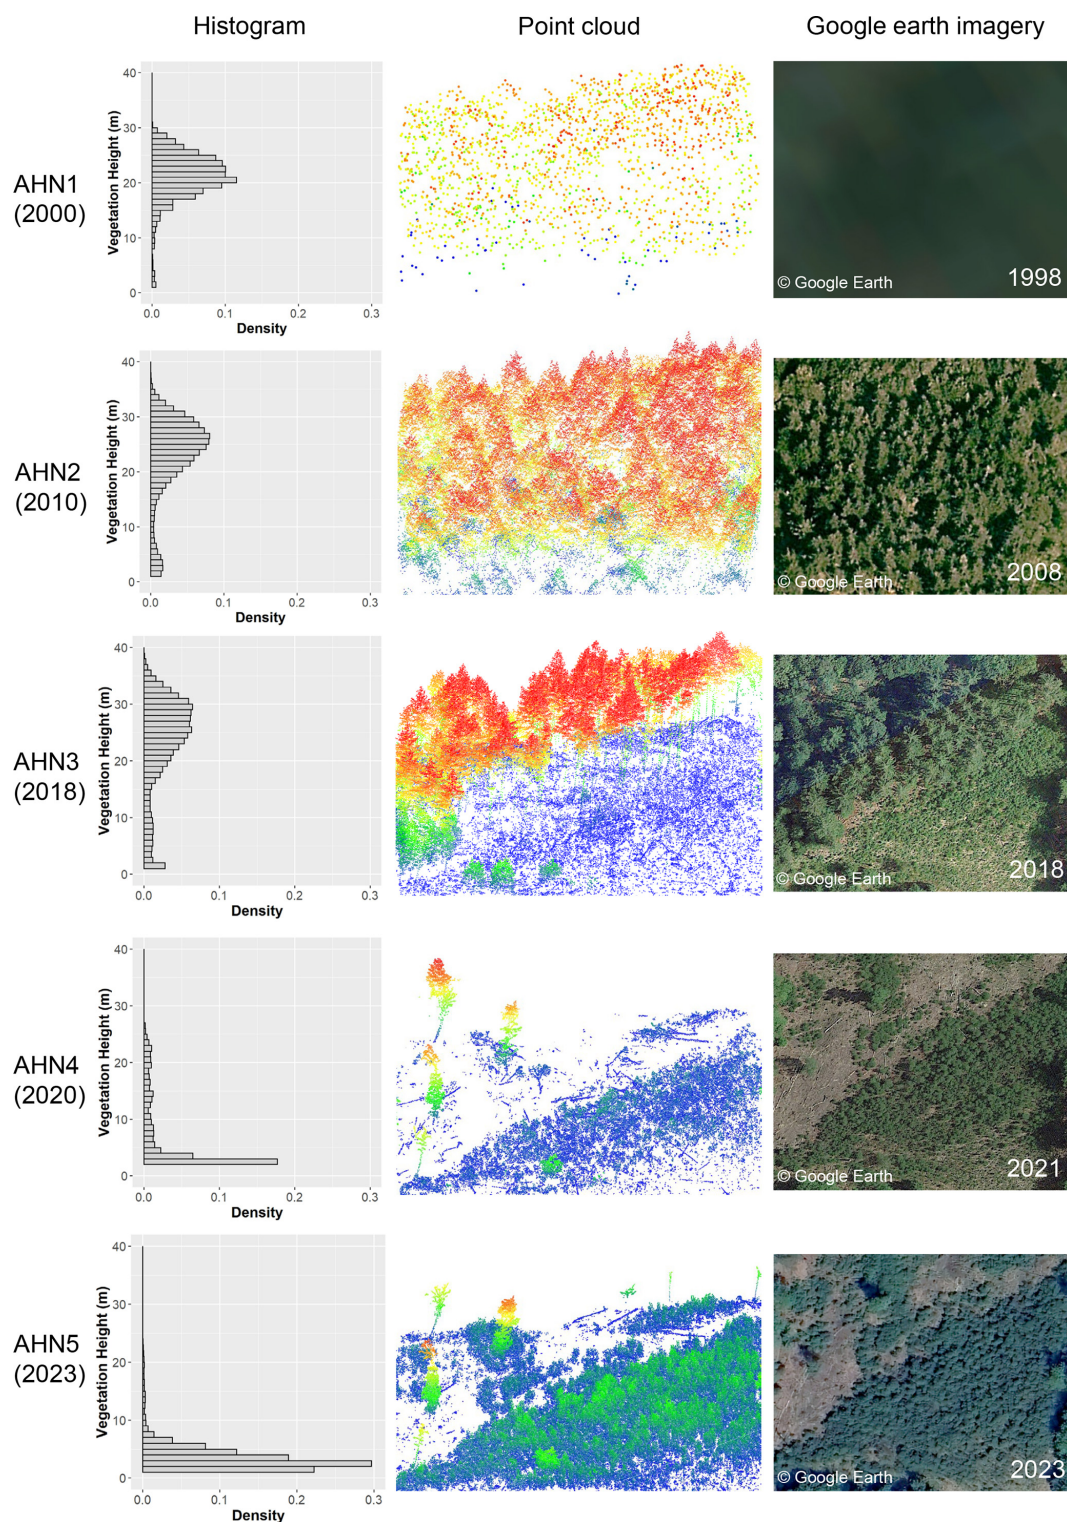 Histogram
Point cloud
Google earth imagery
AHN1
(2000)
Vegetation Height (m)
40
30
20
10
0
0.0
0.1
0.2
0.3
Density
© Google Earth
1998
AHN2
(2010)
Vegetation Height (m)
40
30
20
10
0
0.0
0.1
0.2
0.3
Density
© Google Earth
2008
AHN3
(2018)
Vegetation Height (m)
40
30
20
10
0
0.0
0.1
0.2
0.3
Density
© Google Earth
2018
AHN4
(2020)
Vegetation Height (m)
40
30
20
10
0
0.0
0.1
0.2
0.3
Density
© Google Earth
2021
AHN5
(2023)
Vegetation Height (m)
40
30
20
10
0
0.0
0.1
0.2
0.3
Density
© Google Earth
2023